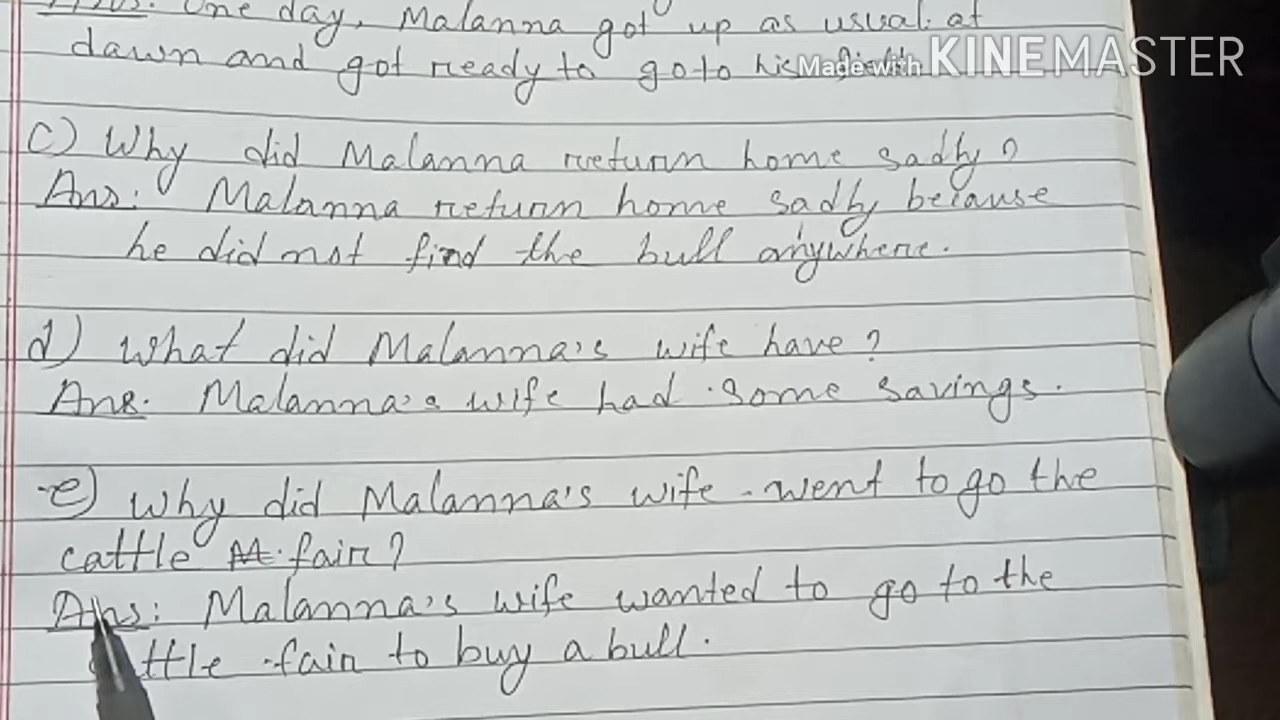 Ans: One day, Malanna got up as usual at
dawn and got ready to go to his
Made with KINEMASTER
c) Why did Malanna return home sadly?
Ans: Malanna return home sadly because
he did not find the bull anywhere.
d) What did Malanna's wife have?
Ans. Malanna's wife had some savings.
e) Why did Malanna's wife went to go the
cattle fair?
Ans: Malanna's wife wanted to go to the
cattle fair to buy a bull.